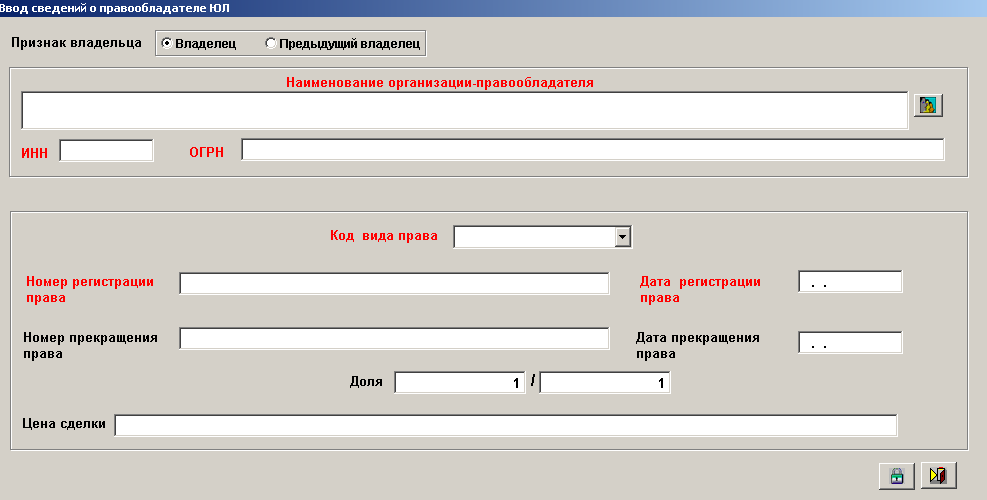 Ввод сведений о правообладателе ЮЛ
Признак владельца Владелец Предыдущий владелец
Наименование организации-правообладателя
ИНН ОГРН
Код вида права
Номер регистрации права Дата регистрации права
. .
Номер прекращения права Дата прекращения права
. .
Доля 1 / 1
Цена сделки